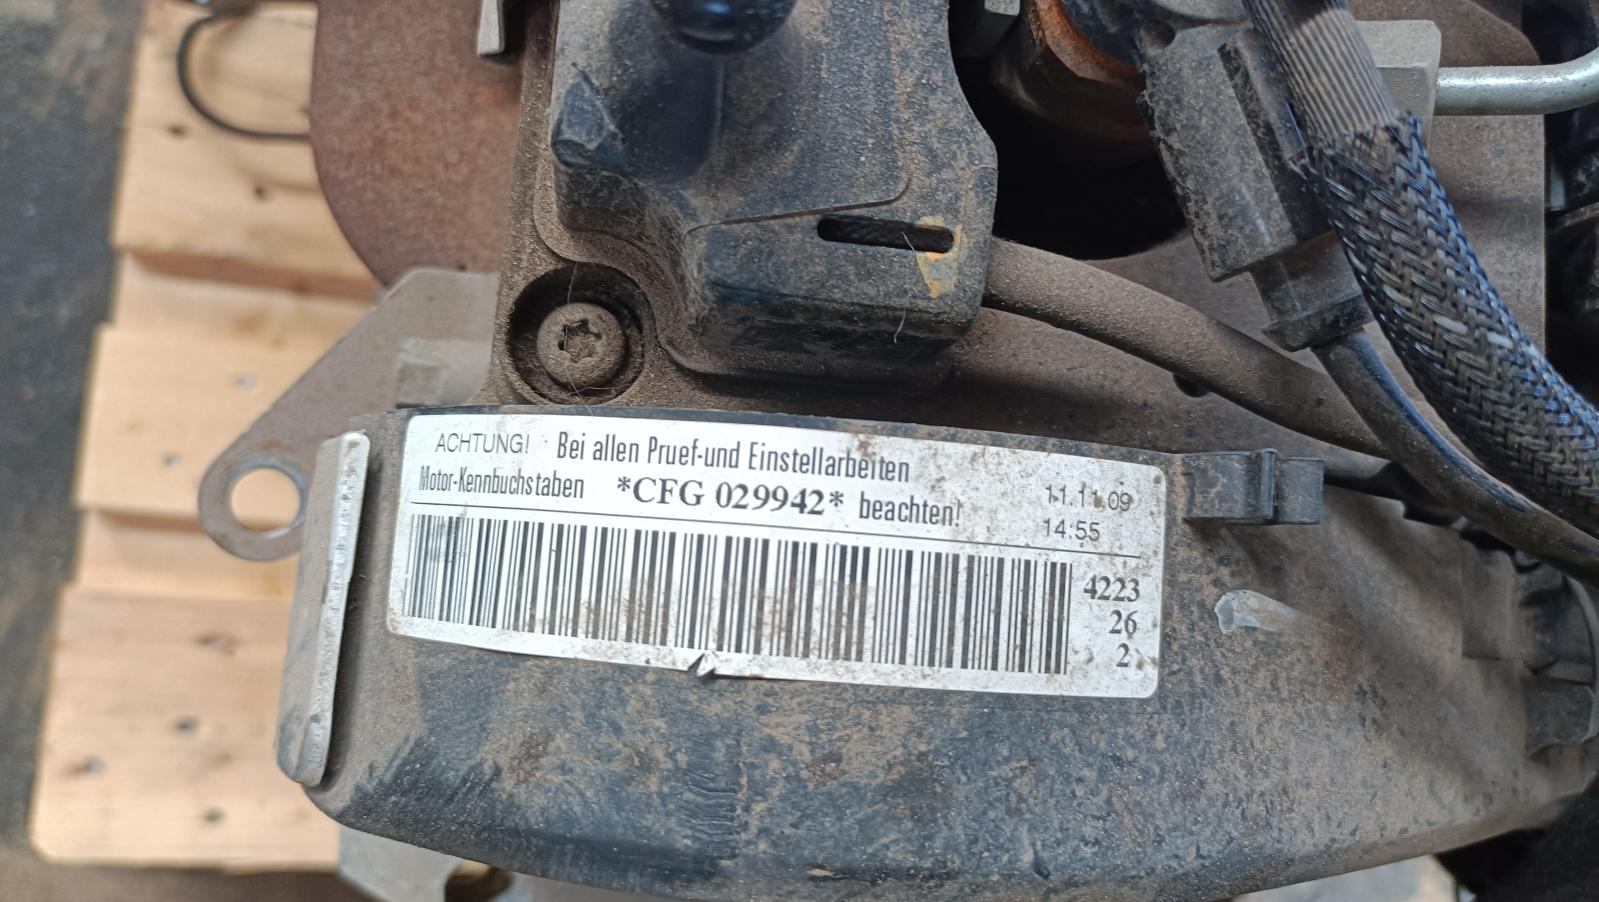 ACHTUNG! Bei allen Pruef-und Einstellarbeiten
Motor-Kennbuchstaben *CFG 029942* beachten!
11.11.09
14:55
4223
26
2